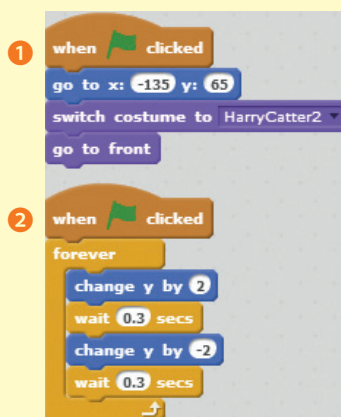 1
when clicked
go to x: -135 y: 65
switch costume to HarryCatter2
go to front
2
when clicked
forever
change y by 2
wait 0.3 secs
change y by -2
wait 0.3 secs